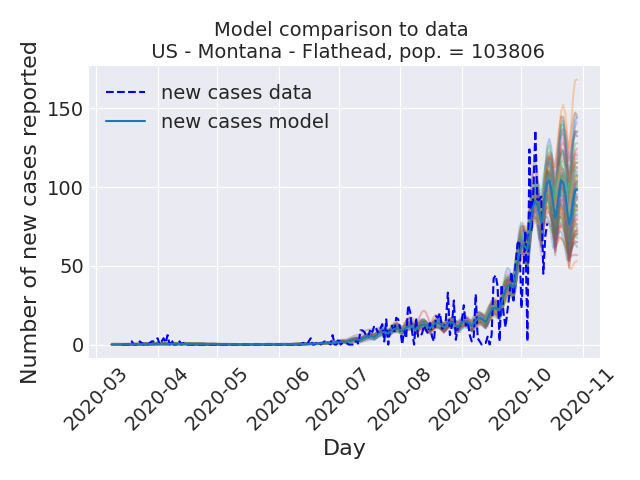 Model comparison to data
US - Montana - Flathead, pop. = 103806
Number of new cases reported
new cases data
new cases model
150
100
50
0
2020-03
2020-04
2020-05
2020-06
2020-07
2020-08
2020-09
2020-10
2020-11
Day